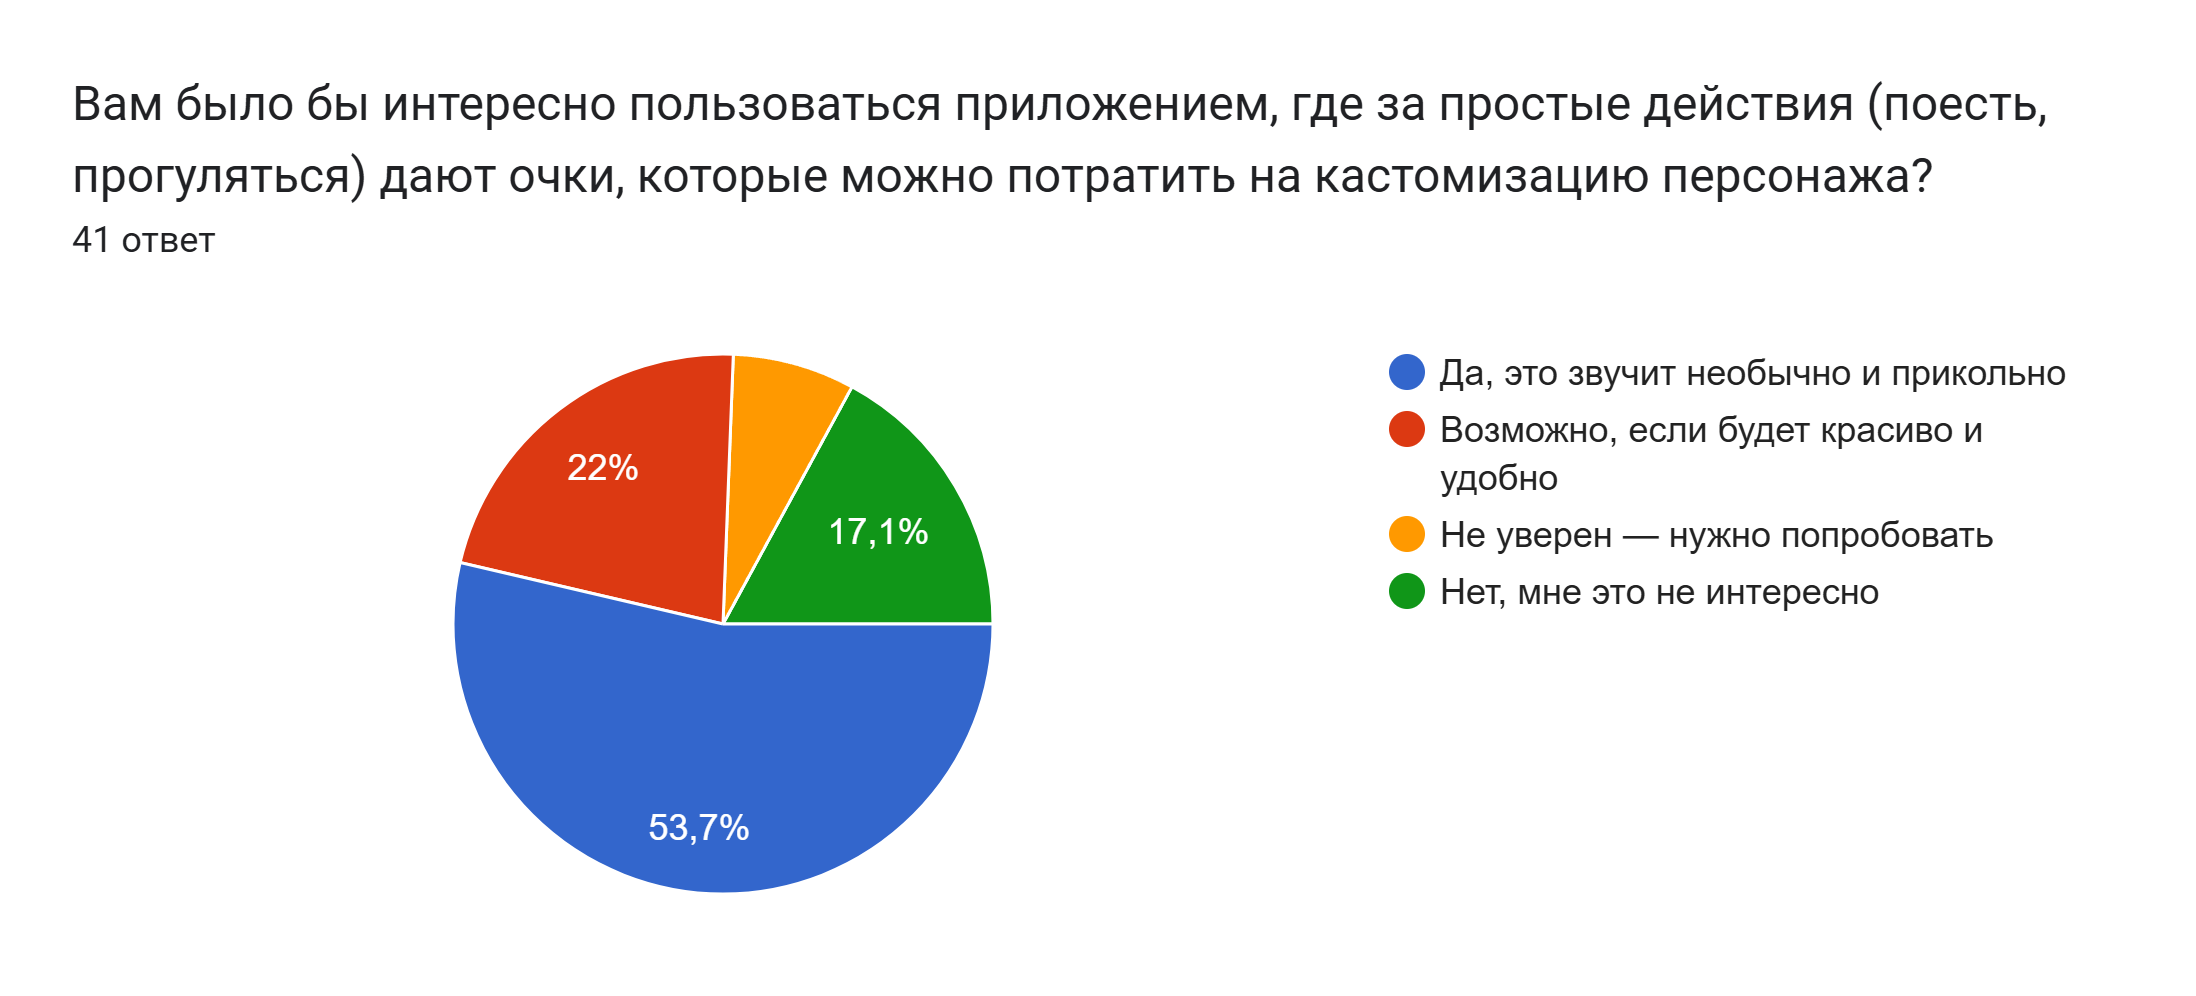 Вам было бы интересно пользоваться приложением, где за простые действия (поесть,
прогуляться) дают очки, которые можно потратить на кастомизацию персонажа?
41 ответ
Да, это звучит необычно и прикольно
Возможно, если будет красиво и
удобно
Не уверен — нужно попробовать
Нет, мне это не интересно
22%
17,1%
53,7%